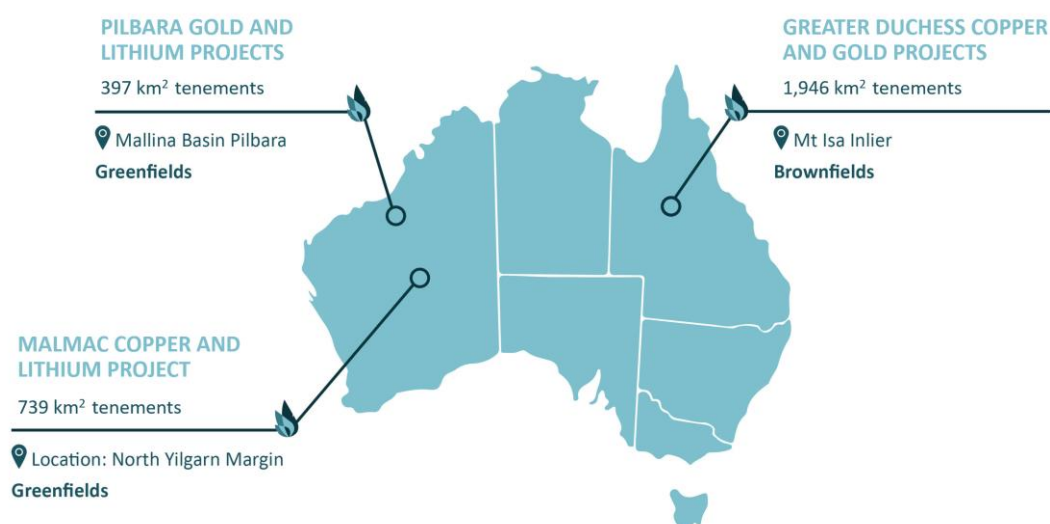 PILBARA GOLD AND
LITHIUM PROJECTS
397 km² tenements
Mallina Basin Pilbara
Greenfields
GREATER DUCHESS COPPER
AND GOLD PROJECTS
1,946 km² tenements
Mt Isa Inlier
Brownfields
MALMAC COPPER AND
LITHIUM PROJECT
739 km² tenements
Location: North Yilgarn Margin
Greenfields